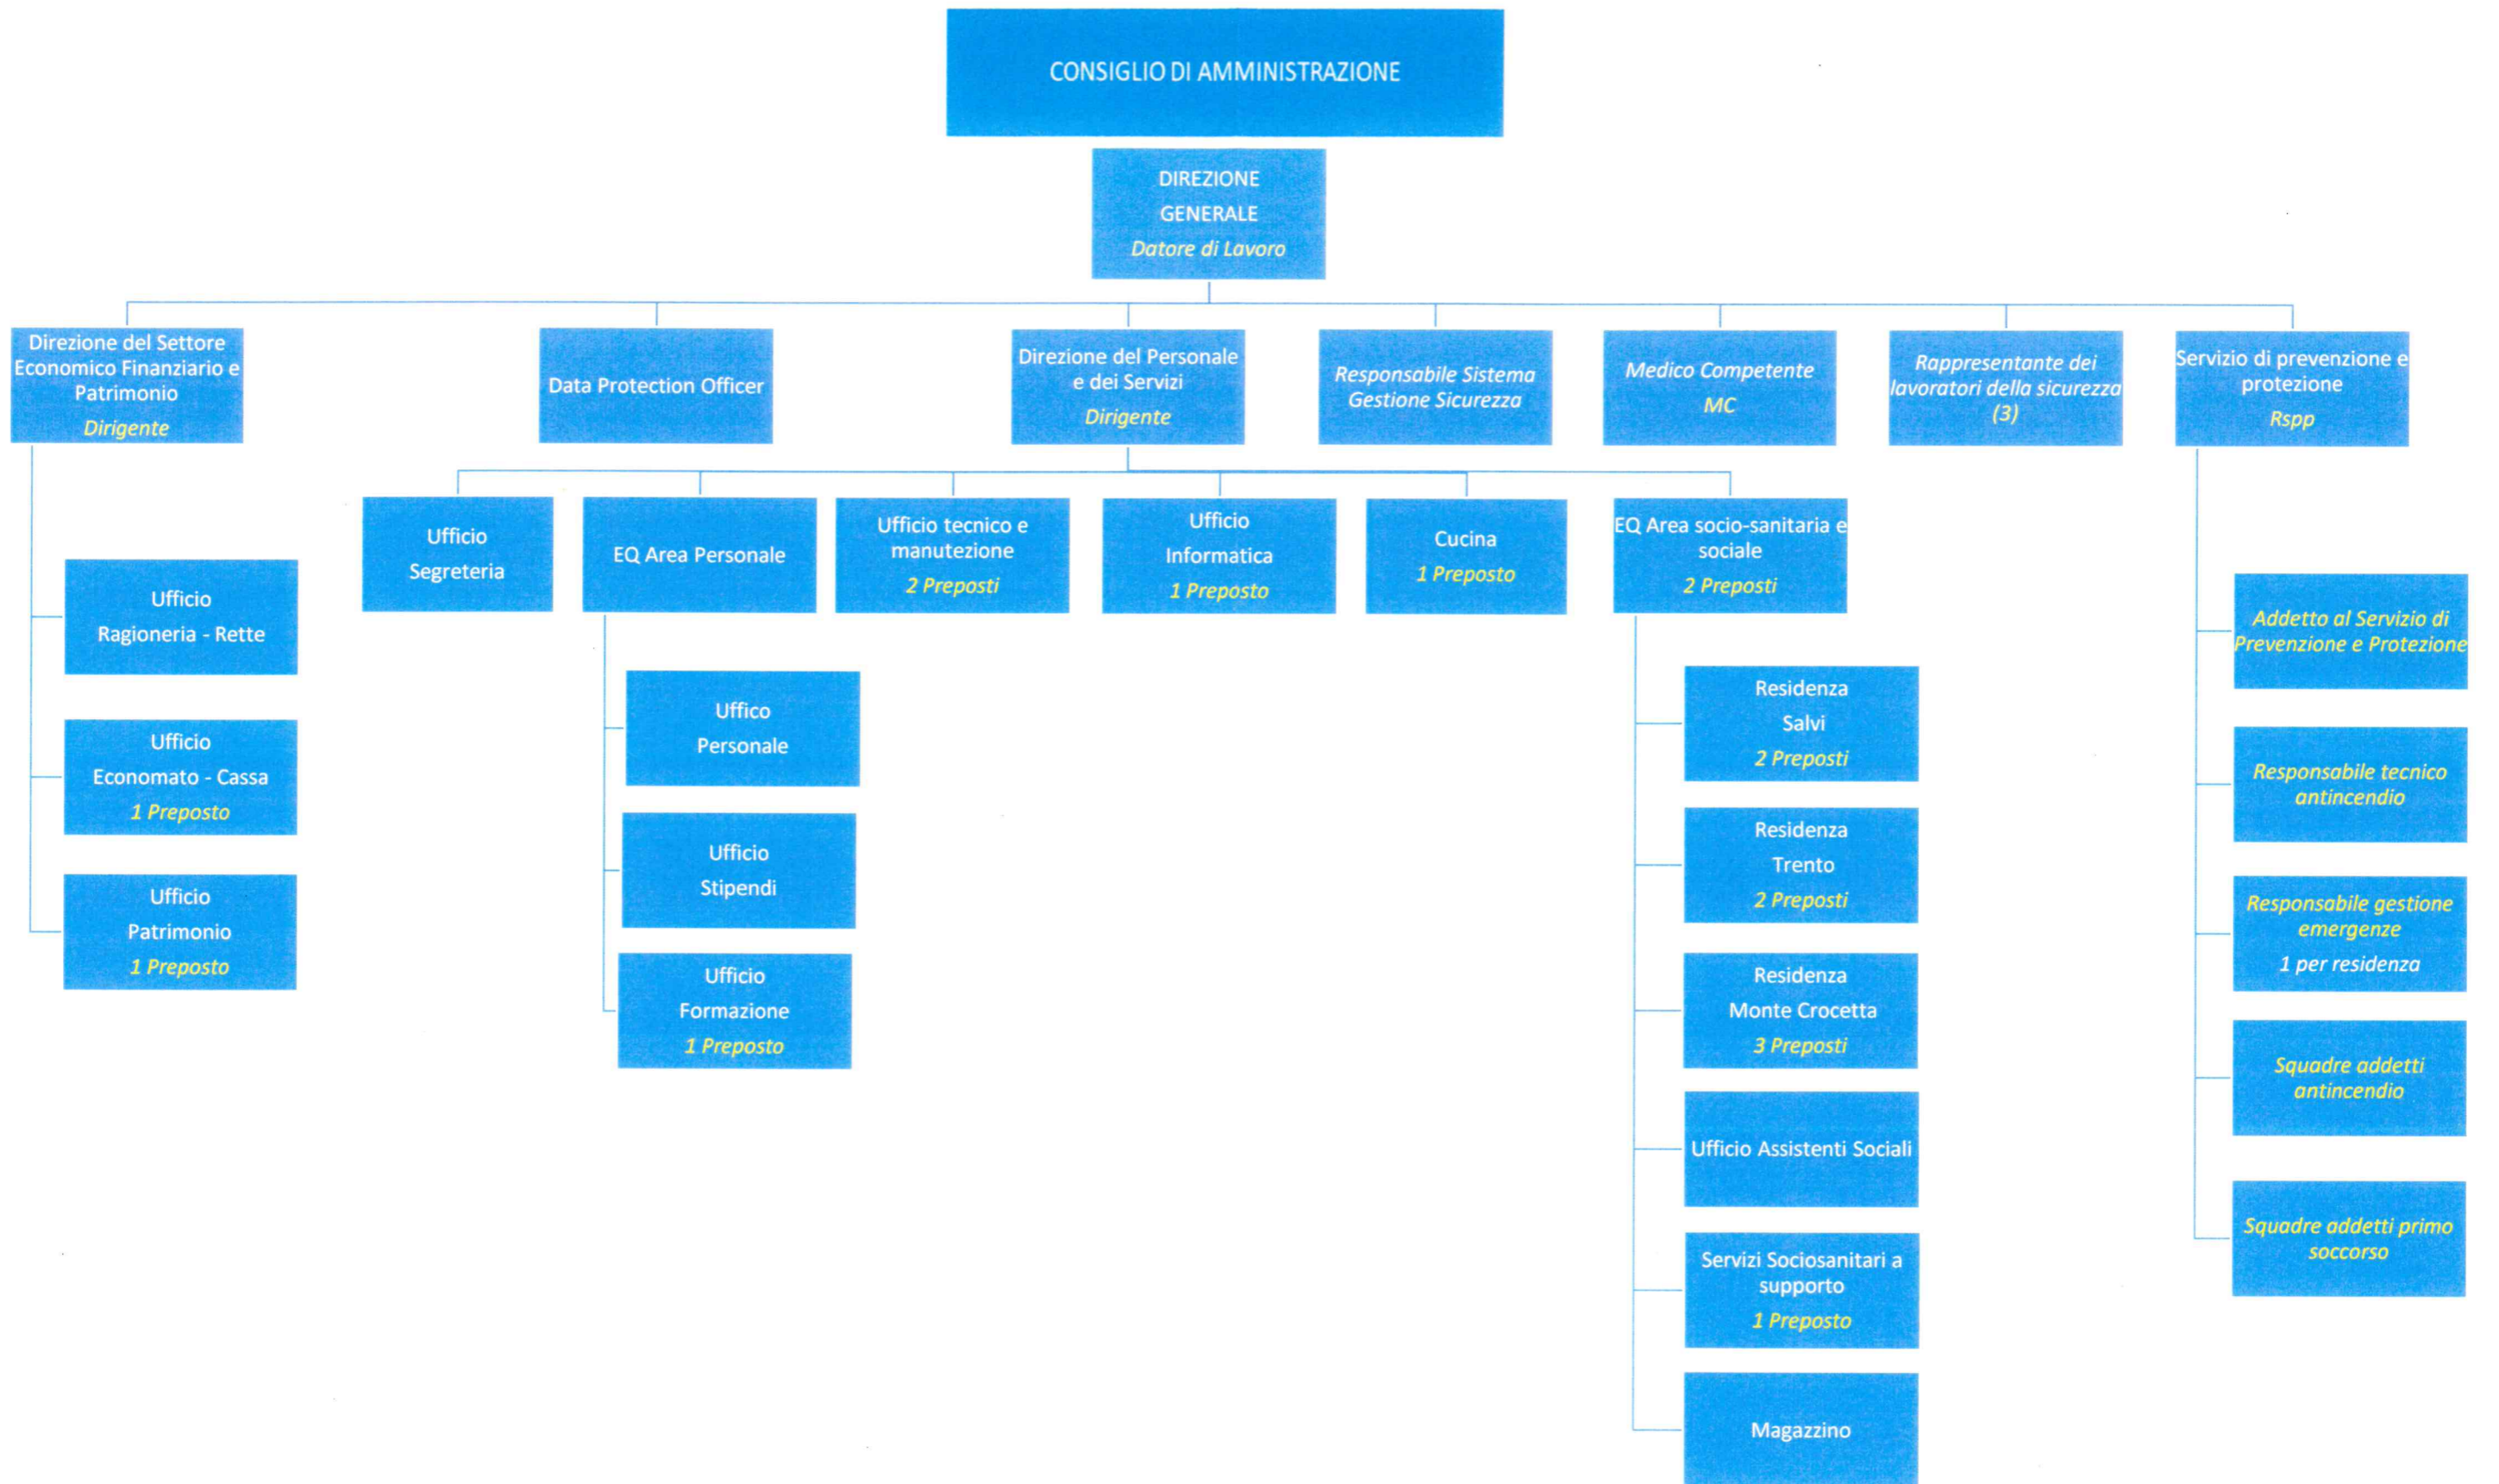 CONSIGLIO DI AMMINISTRAZIONE
DIREZIONE
GENERALE
Datore di Lavoro
Direzione del Settore
Economico Finanziario e
Patrimonio
Dirigente
Data Protection Officer
Direzione del Personale
e dei Servizi
Dirigente
Responsabile Sistema
Gestione Sicurezza
Medico Competente
MC
Rappresentante dei
lavoratori della sicurezza
(3)
Servizio di prevenzione e
protezione
Rspp
Ufficio
Ragioneria - Rette
Ufficio
Economato - Cassa
1 Preposto
Ufficio
Patrimonio
1 Preposto
Ufficio
Segreteria
EQ Area Personale
Ufficio tecnico e
manutezione
2 Preposti
Ufficio
Informatica
1 Preposto
Cucina
1 Preposto
EQ Area socio-sanitaria e
sociale
2 Preposti
Uffico
Personale
Ufficio
Stipendi
Ufficio
Formazione
1 Preposto
Residenza
Salvi
2 Preposti
Residenza
Trento
2 Preposti
Residenza
Monte Crocetta
3 Preposti
Ufficio Assistenti Sociali
Servizi Sociosanitari a
supporto
1 Preposto
Magazzino
Addetto al Servizio di
Prevenzione e Protezione
Responsabile tecnico
antincendio
Responsabile gestione
emergenze
1 per residenza
Squadre addetti
antincendio
Squadre addetti primo
soccorso